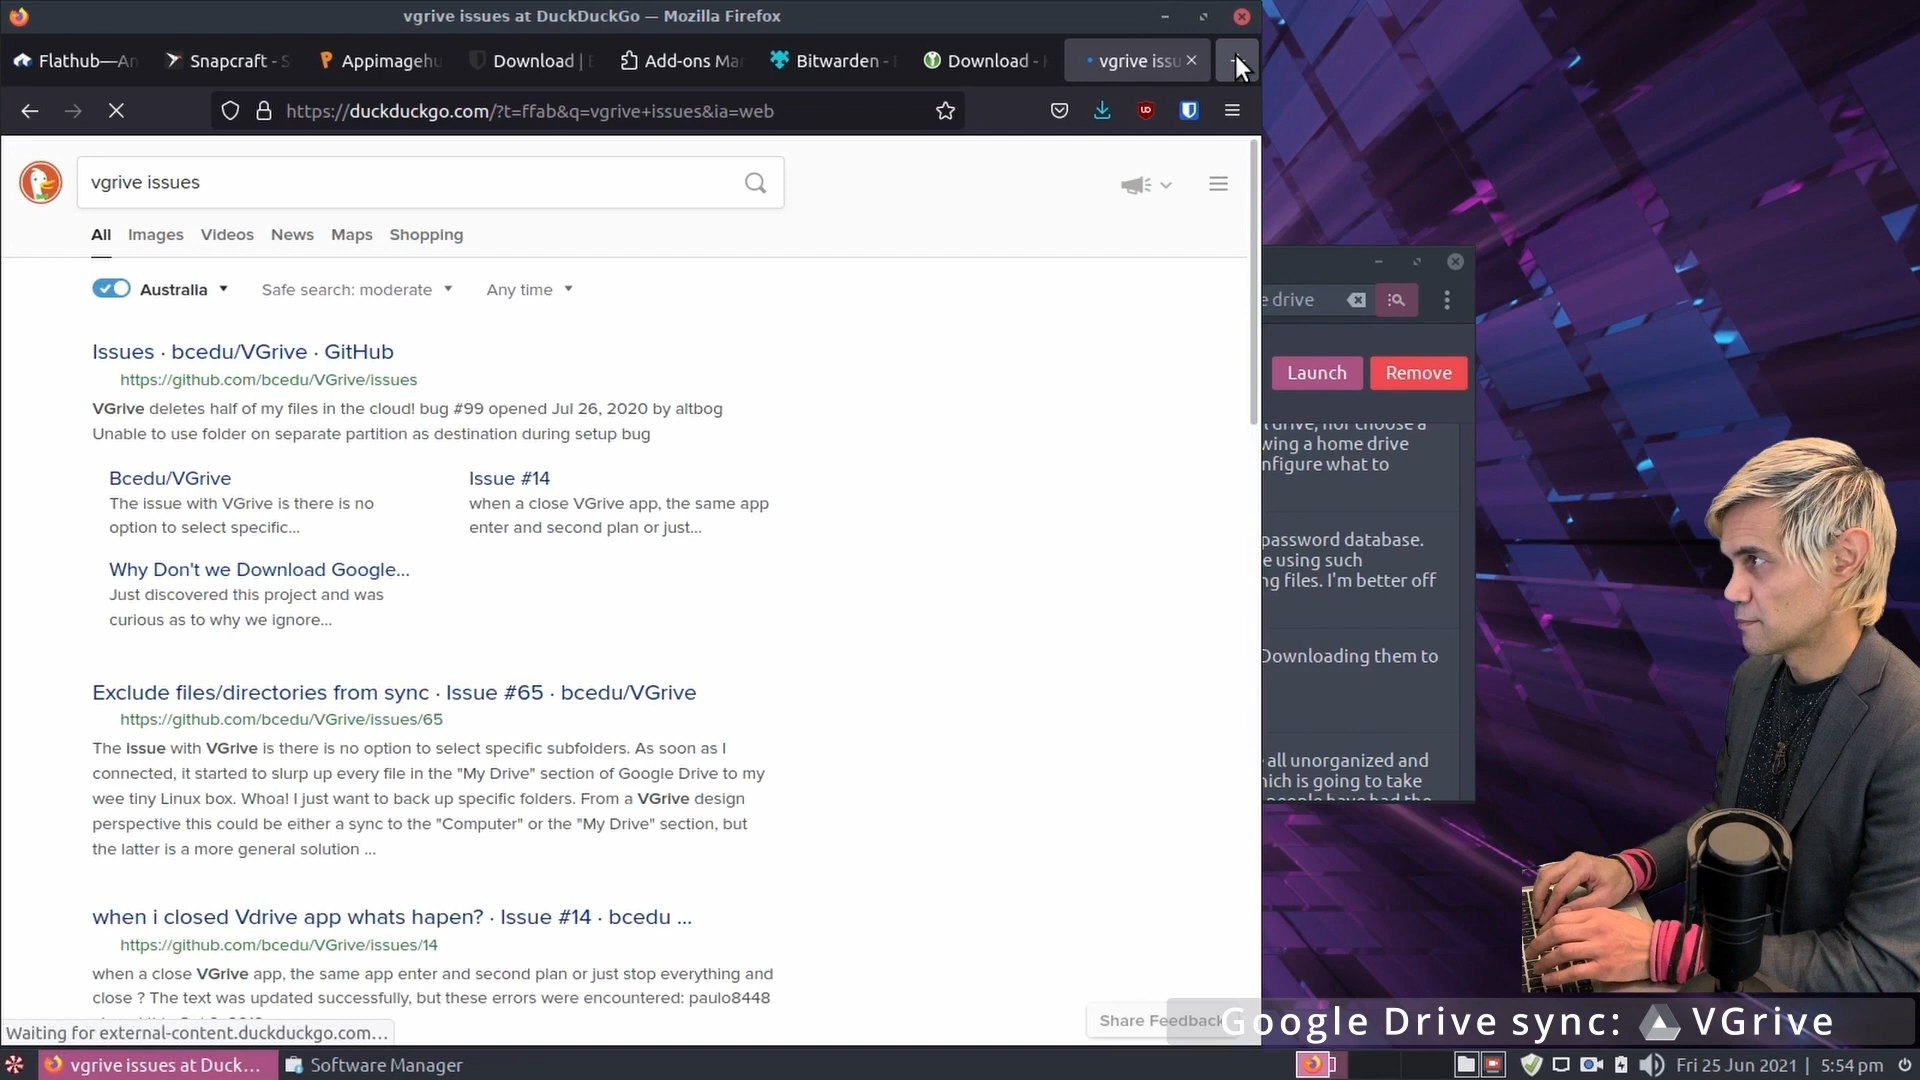 vgrive issues at DuckDuckGo — Mozilla Firefox
Flathub—An
Snapcraft - S
Appimagehu
Download | E
Add-ons Mar
Bitwarden -
Download -
vgrive issu
https://duckduckgo.com/?t=ffab&q=vgrive+issues&ia=web
vgrive issues
All Images Videos News Maps Shopping
Australia Safe search: moderate Any time
Issues · bcedu/VGrive · GitHub
https://github.com/bcedu/VGrive/issues
VGrive deletes half of my files in the cloud! bug #99 opened Jul 26, 2020 by altbog
Unable to use folder on separate partition as destination during setup bug
Bcedu/VGrive
The issue with VGrive is there is no
option to select specific...
Issue #14
when a close VGrive app, the same app
enter and second plan or just...
Why Don't we Download Google...
Just discovered this project and was
curious as to why we ignore...
Exclude files/directories from sync · Issue #65 · bcedu/VGrive
https://github.com/bcedu/VGrive/issues/65
The issue with VGrive is there is no option to select specific subfolders. As soon as I
connected, it started to slurp up every file in the "My Drive" section of Google Drive to my
wee tiny Linux box. Whoa! I just want to back up specific folders. From a VGrive design
perspective this could be either a sync to the "Computer" or the "My Drive" section, but
the latter is a more general solution ...
when i closed Vdrive app whats hapen? · Issue #14 · bcedu ...
https://github.com/bcedu/VGrive/issues/14
when a close VGrive app, the same app enter and second plan or just stop everything and
close ? The text was updated successfully, but these errors were encountered: paulo8448
Share Feedback
Waiting for external-content.duckduckgo.com...
e drive
Launch
Remove
l drive, nor choose a
wing a home drive
nfigure what to
password database.
e using such
ng files. I'm better off
Downloading them to
all unorganized and
hich is going to take
people have had the
Google Drive sync: VGrive
vgrive issues at Duck...
Software Manager
Fri 25 Jun 2021 | 5:54 pm